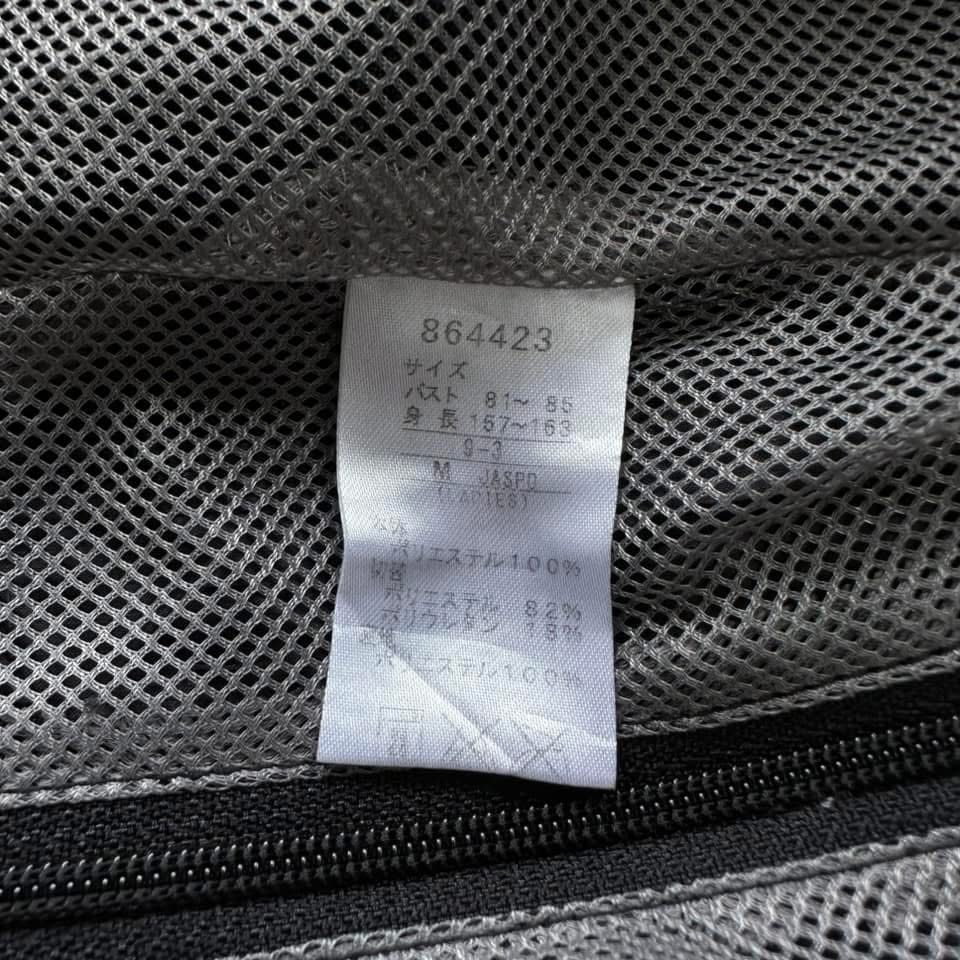 864423
サイズ
バスト 81〜 85
身 長 157〜163
9-3
M JASPO
(LADIES)
本体
ポリエステル100%
ポリエステル 82%
ポリウレタン 18%
ポリエステル100%